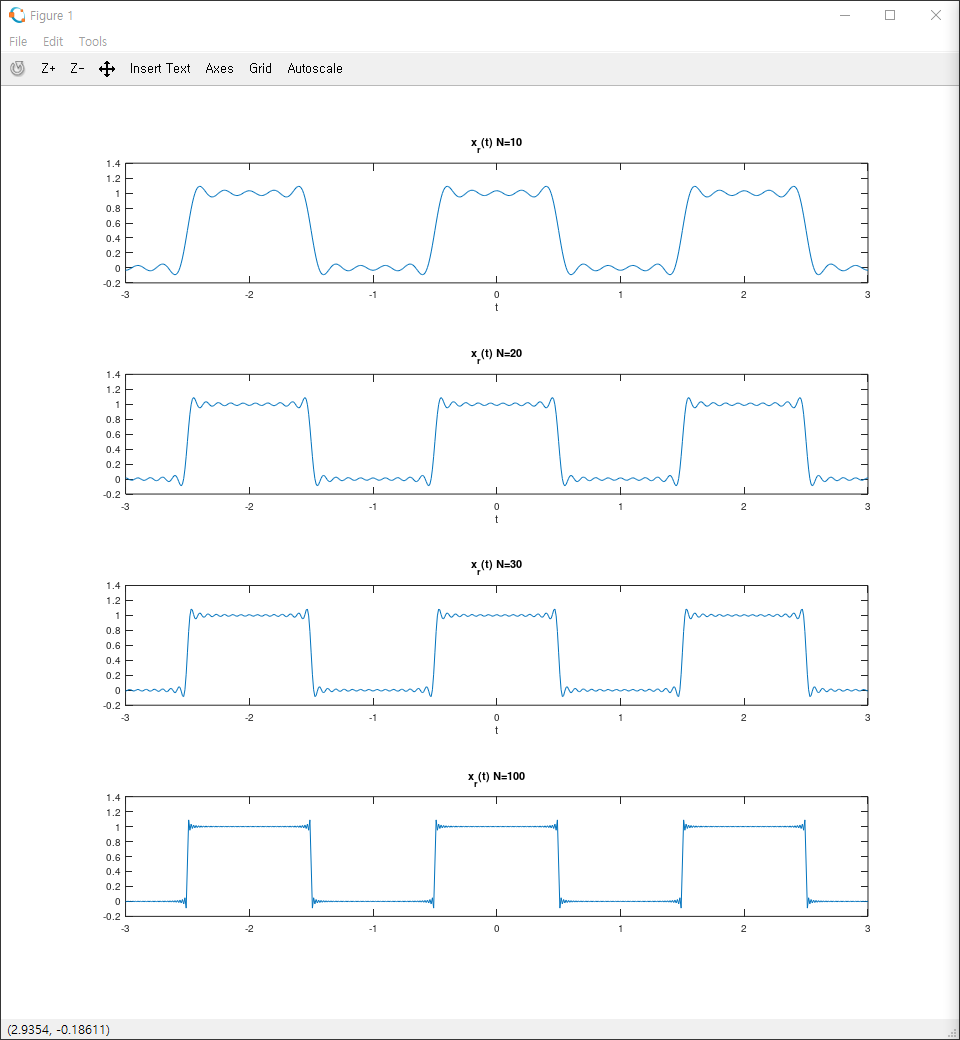 Figure 1
File Edit Tools
Z+ Z- Insert Text Axes Grid Autoscale
x_r(t) N=10
1.4
1.2
1
0.8
0.6
0.4
0.2
0
-0.2
-3 -2 -1 0 1 2 3
t
x_r(t) N=20
1.4
1.2
1
0.8
0.6
0.4
0.2
0
-0.2
-3 -2 -1 0 1 2 3
t
x_r(t) N=30
1.4
1.2
1
0.8
0.6
0.4
0.2
0
-0.2
-3 -2 -1 0 1 2 3
t
x_r(t) N=100
1.4
1.2
1
0.8
0.6
0.4
0.2
0
-0.2
-3 -2 -1 0 1 2 3
(2.9354, -0.18611)